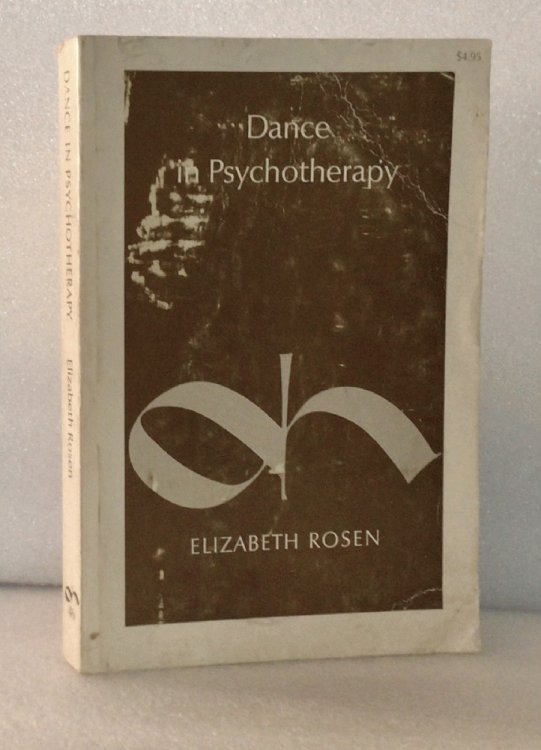 $4.95
Dance
in Psychotherapy
ELIZABETH ROSEN
DANCE IN PSYCHOTHERAPY Elizabeth Rosen